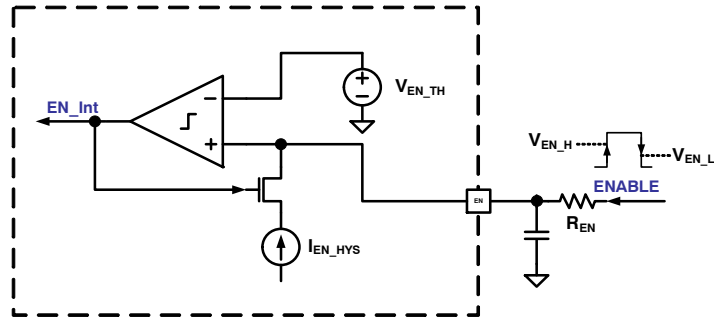 EN_Int
V_EN_TH
V_EN_H
V_EN_L
EN
ENABLE
R_EN
I_EN_HYS